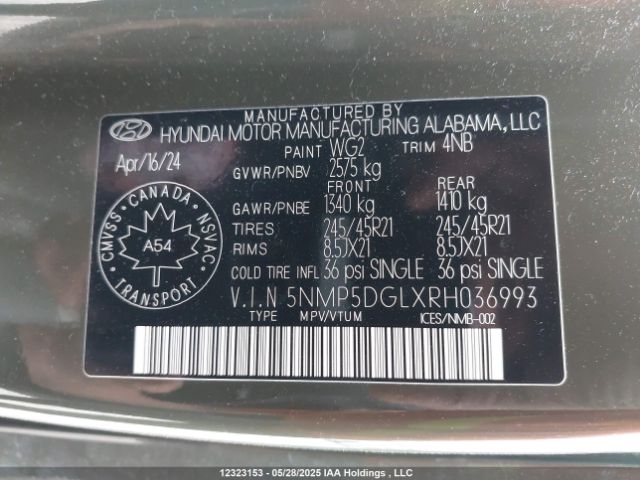 MANUFACTURED BY
HYUNDAI MOTOR MANUFACTURING ALABAMA, LLC
Apr/16/24
PAINT WG2 TRIM 4NB
GVWR/PNBV 2575 kg
FRONT REAR
GAWR/PNBE 1340 kg 1410 kg
TIRES 245/45R21 245/45R21
RIMS 8.5JX21 8.5JX21
COLD TIRE INFL 36 psi SINGLE 36 psi SINGLE
V.I.N 5NMP5DGLXRH036993
TYPE MPV/VTUM ICES/NMB-002
CMVSS · CANADA · NSVAC · TRANSPORT
A54
12323153 -- 05/28/2025 IAA Holdings , LLC